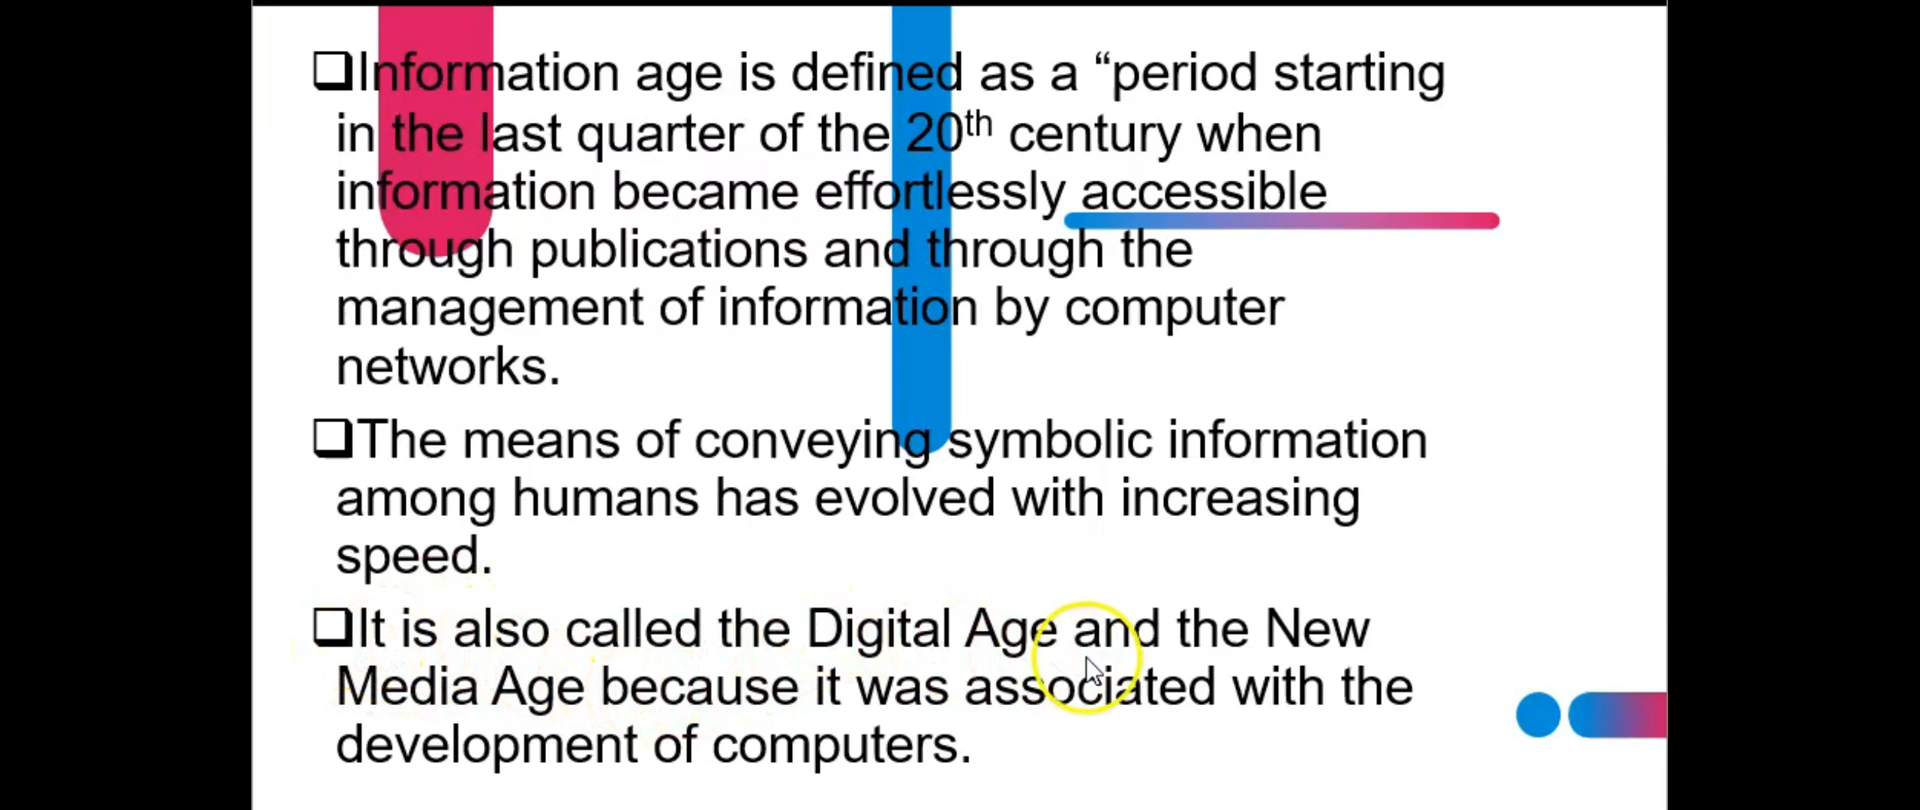 ❑Information age is defined as a “period starting
in the last quarter of the 20th century when
information became effortlessly accessible
through publications and through the
management of information by computer
networks.
❑The means of conveying symbolic information
among humans has evolved with increasing
speed.
❑It is also called the Digital Age and the New
Media Age because it was associated with the
development of computers.